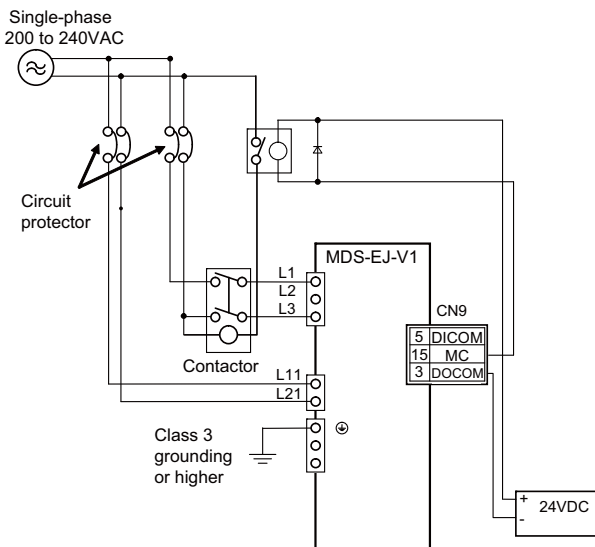 Single-phase
200 to 240VAC
Circuit
protector
MDS-EJ-V1
L1
L2
L3
CN9
5 DICOM
15 MC
3 DOCOM
Contactor
L11
L21
Class 3
grounding
or higher
+
24VDC
-